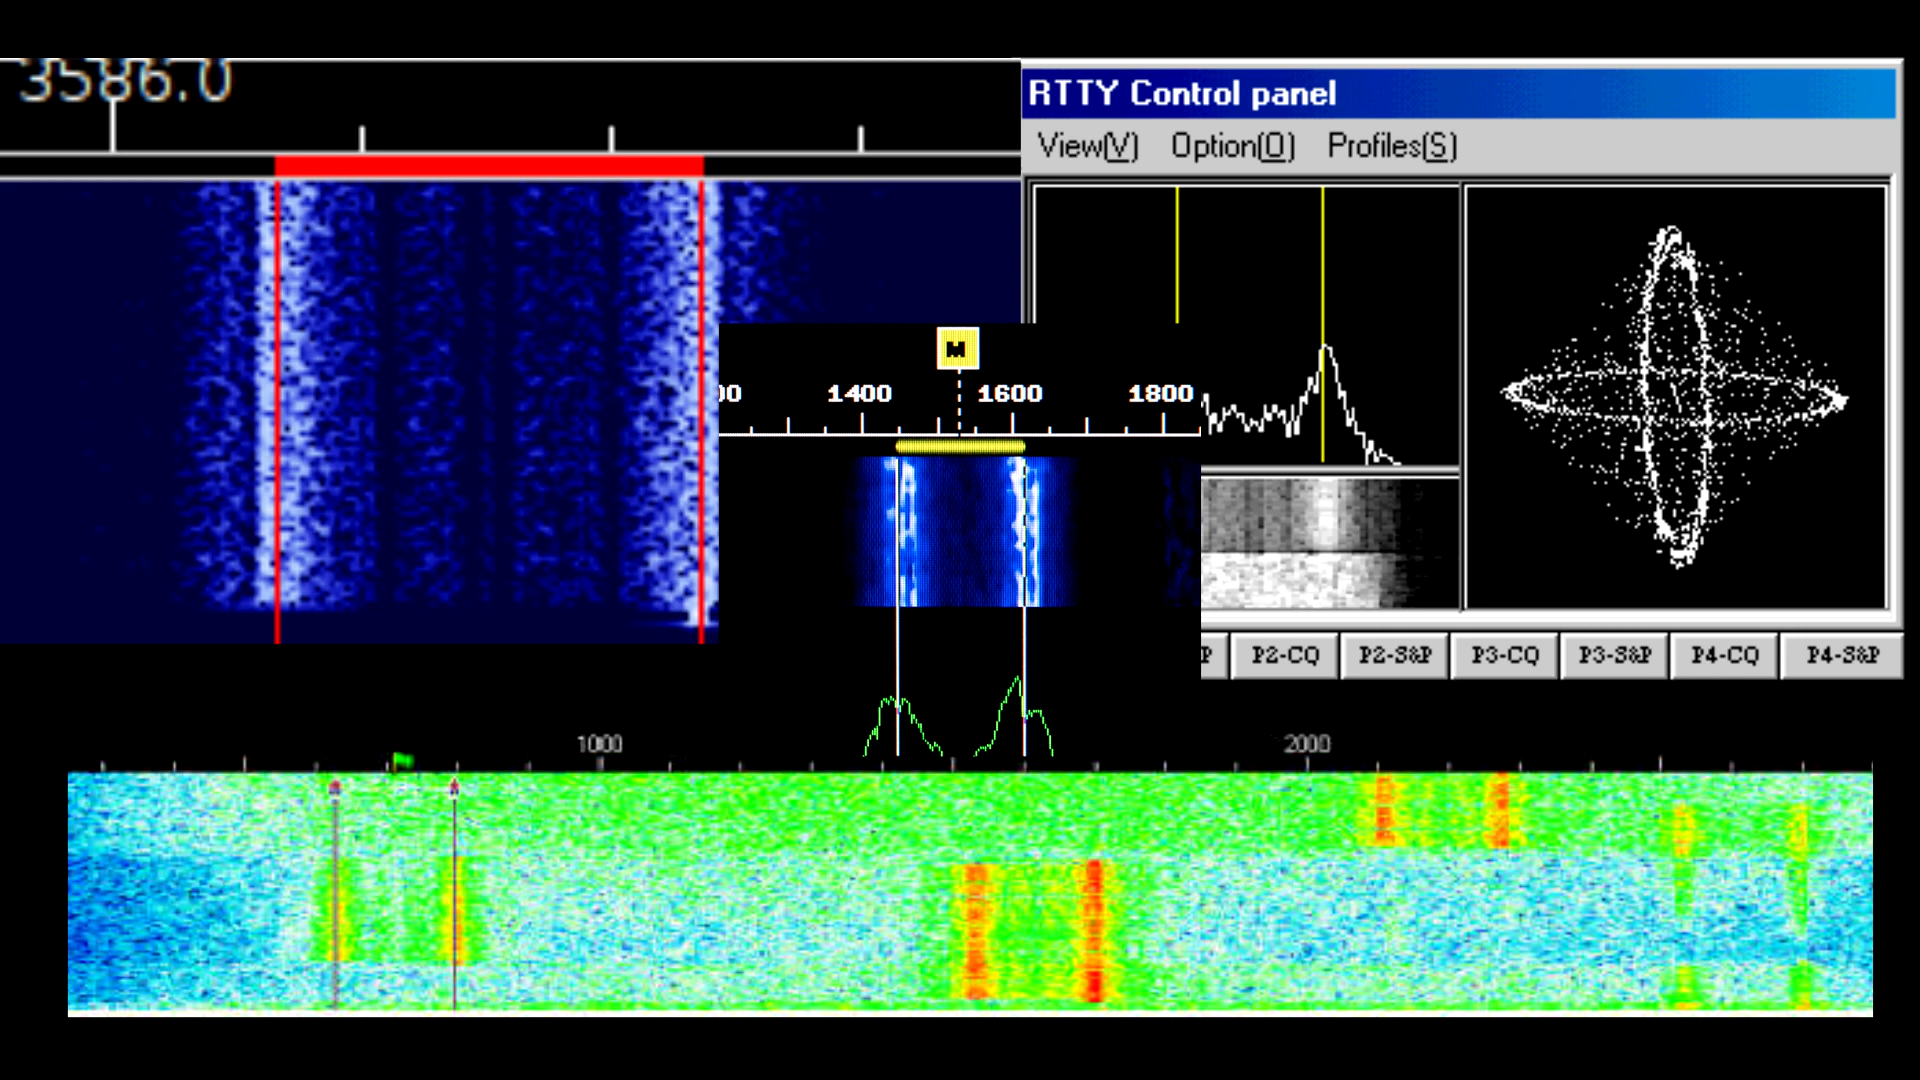 3586.0
RTTY Control panel
View(V) Option(O) Profiles(S)
M
00 1400 1600 1800
P P2-CQ P2-S&P P3-CQ P3-S&P P4-CQ P4-S&P
1000 2000